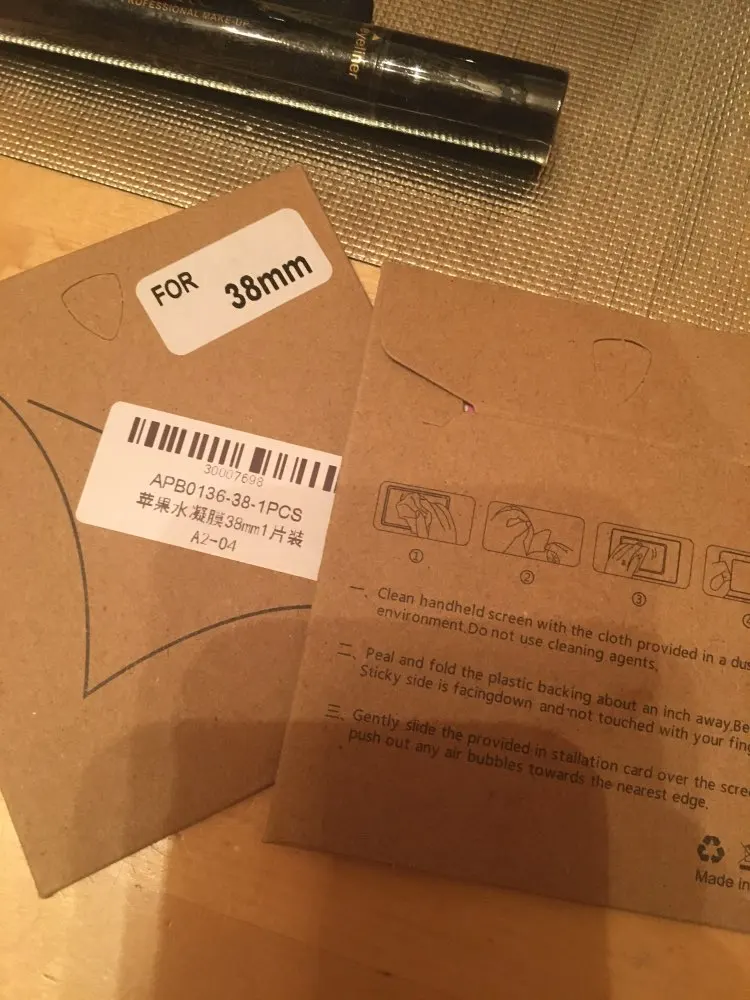 PROFESSIONAL MAKE-UP
eyeliner
FOR 38mm
30007698
APB0136-38-1PCS
苹果水凝膜38mm1片装
A2-04
① ② ③ ④
一、Clean handheld screen with the cloth provided in a
environment.Do not use cleaning agents.
二、Peal and fold the plastic backing about an inch away.
Sticky side is facingdown and not touched with your
三、Gently slide the provided in stallation card over the
push out any air bubbles towards the nearest edge.
Made in